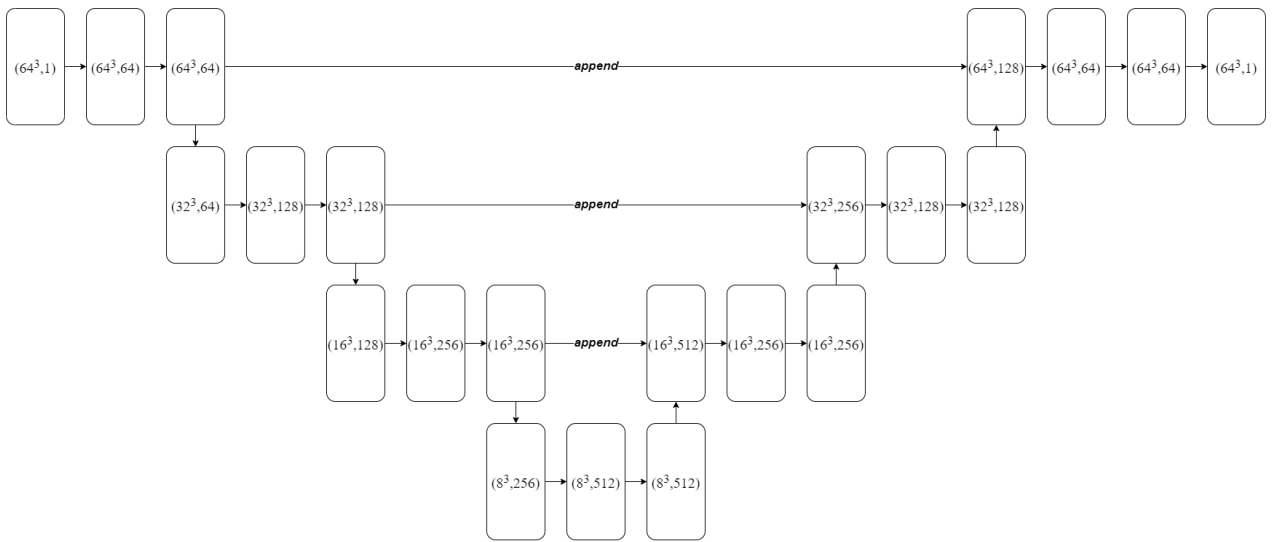 (64³,1) (64³,64) (64³,64) append (64³,128) (64³,64) (64³,64) (64³,1)
(32³,64) (32³,128) (32³,128) append (32³,256) (32³,128) (32³,128)
(16³,128) (16³,256) (16³,256) append (16³,512) (16³,256) (16³,256)
(8³,256) (8³,512) (8³,512)